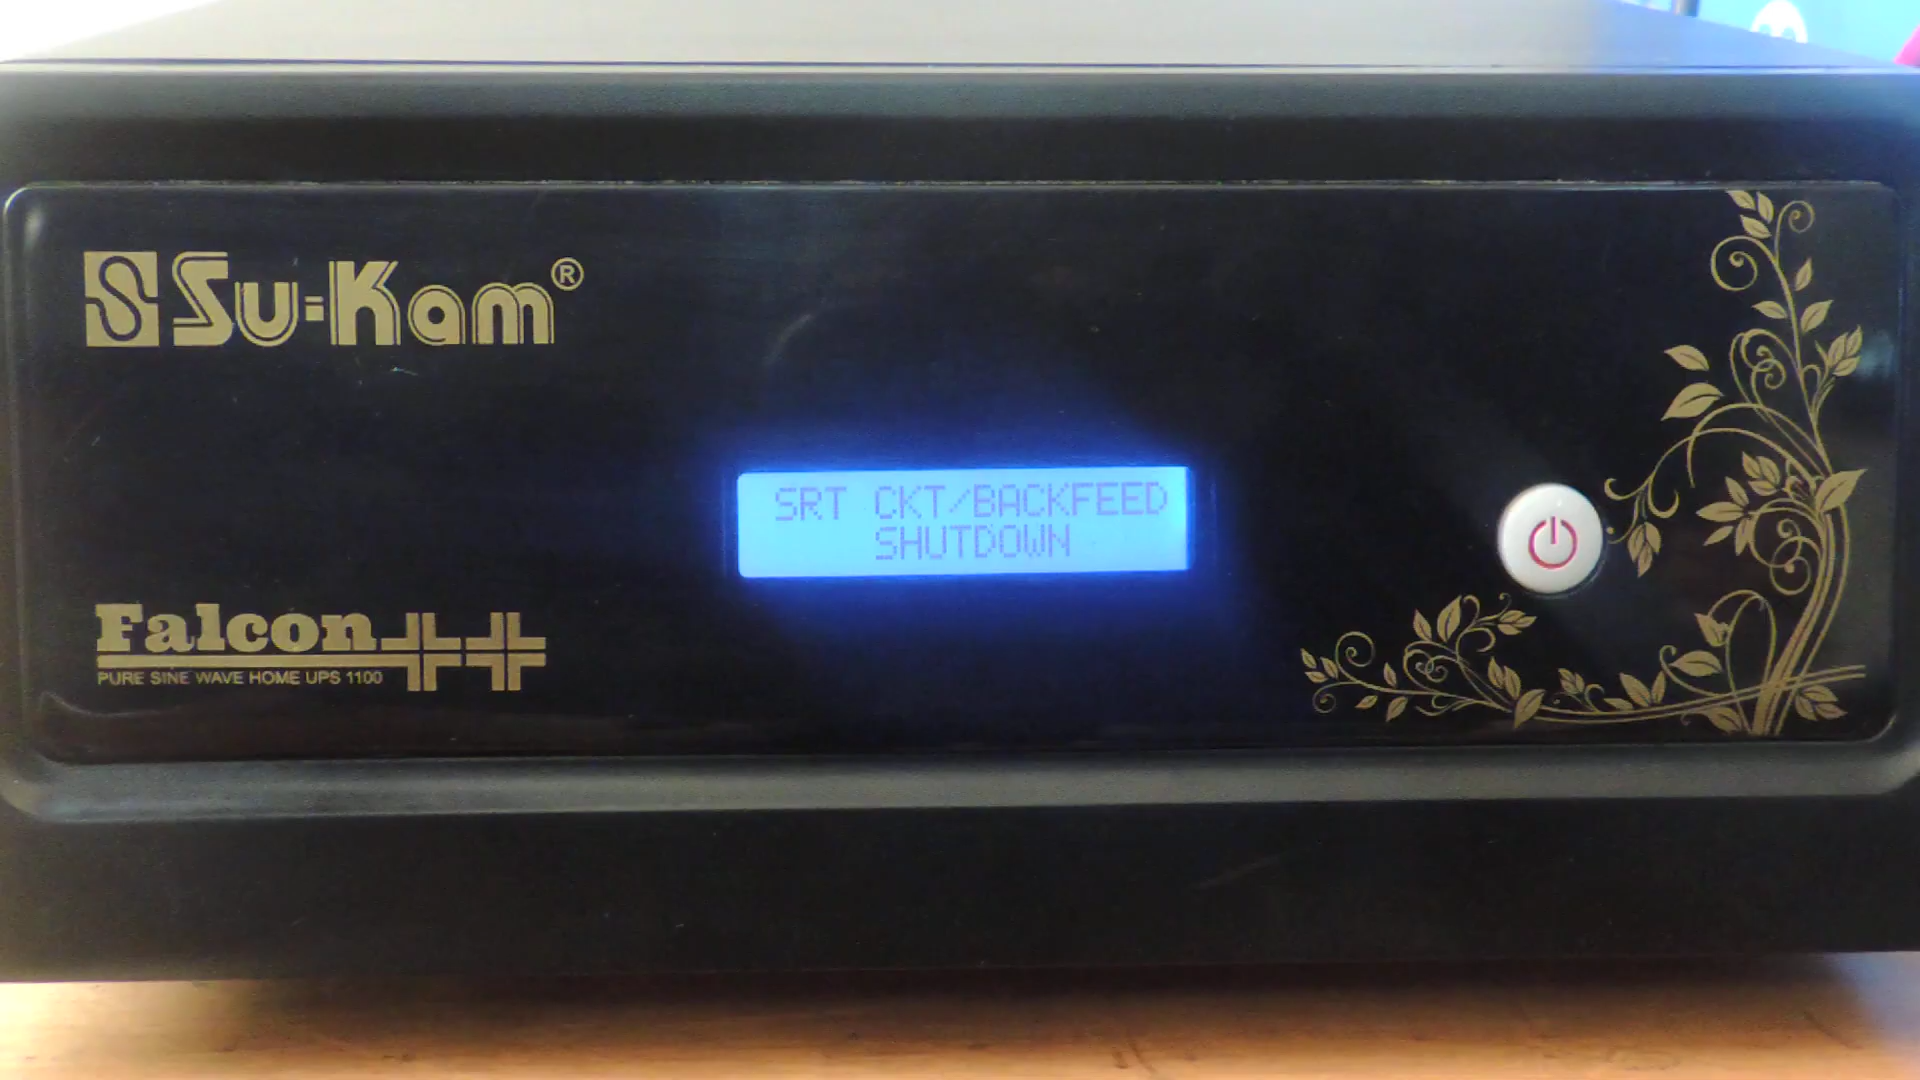 Su-Kam®
SRT CKT/BACKFEED
SHUTDOWN
Falcon++
PURE SINE WAVE HOME UPS 1100